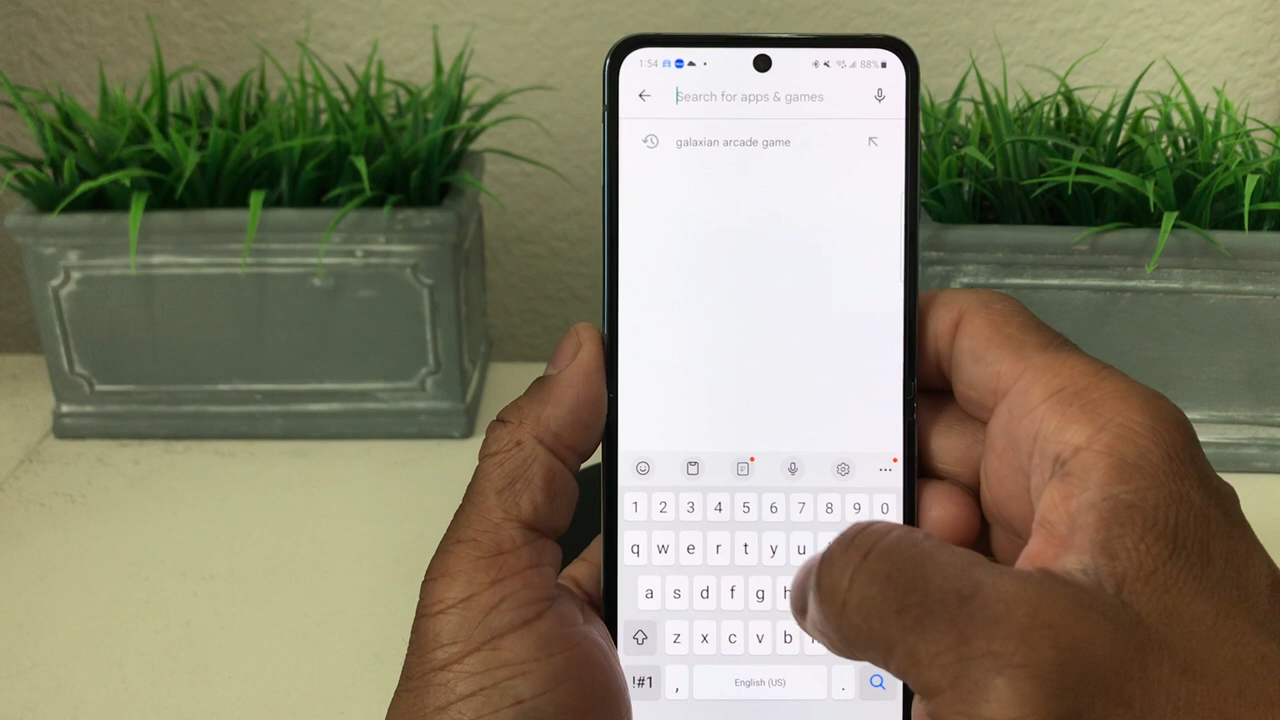 1:54 88%
Search for apps & games
galaxian arcade game
1 2 3 4 5 6 7 8 9 0
q w e r t y u
a s d f g h
z x c v b
!#1 , English (US) .